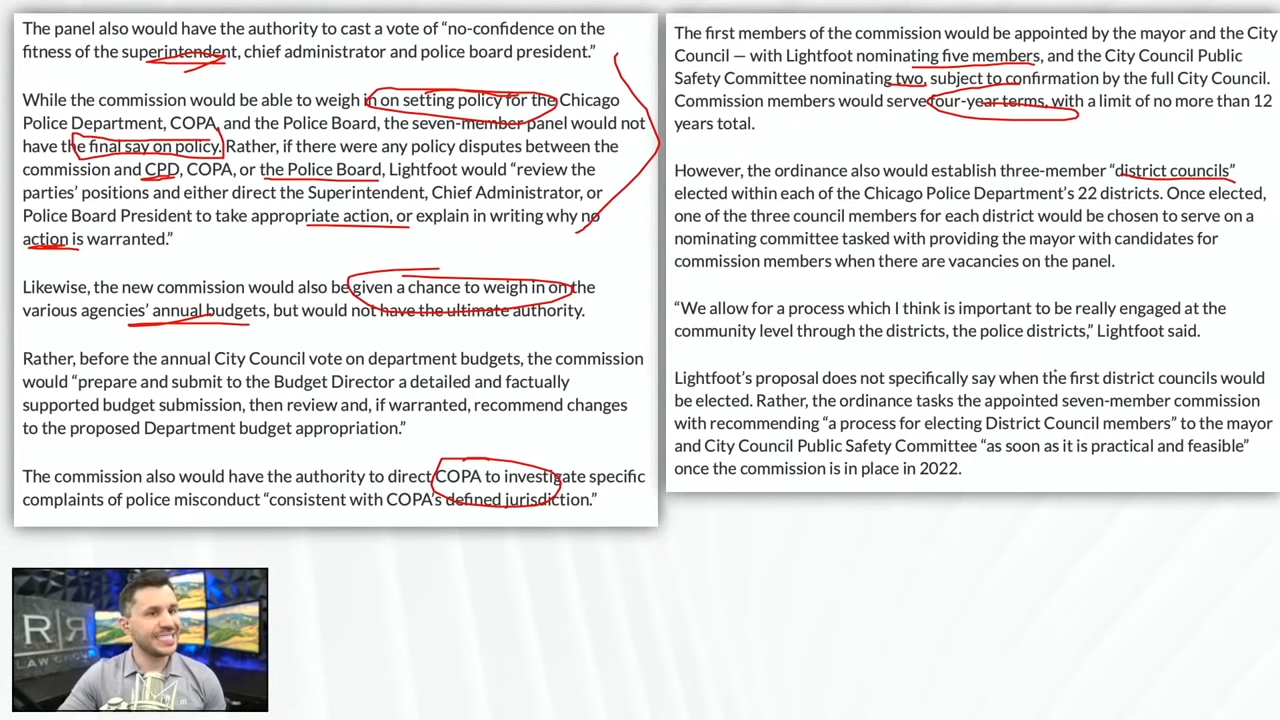 The panel also would have the authority to cast a vote of “no-confidence on the
fitness of the superintendent, chief administrator and police board president.”
While the commission would be able to weigh in on setting policy for the Chicago
Police Department, COPA, and the Police Board, the seven-member panel would not
have the final say on policy. Rather, if there were any policy disputes between the
commission and CPD, COPA, or the Police Board, Lightfoot would “review the
parties’ positions and either direct the Superintendent, Chief Administrator, or
Police Board President to take appropriate action, or explain in writing why no
action is warranted.”
Likewise, the new commission would also be given a chance to weigh in on the
various agencies’ annual budgets, but would not have the ultimate authority.
Rather, before the annual City Council vote on department budgets, the commission
would “prepare and submit to the Budget Director a detailed and factually
supported budget submission, then review and, if warranted, recommend changes
to the proposed Department budget appropriation.”
The commission also would have the authority to direct COPA to investigate specific
complaints of police misconduct “consistent with COPA’s defined jurisdiction.”
The first members of the commission would be appointed by the mayor and the City
Council — with Lightfoot nominating five members, and the City Council Public
Safety Committee nominating two, subject to confirmation by the full City Council.
Commission members would serve four-year terms, with a limit of no more than 12
years total.
However, the ordinance also would establish three-member “district councils”
elected within each of the Chicago Police Department’s 22 districts. Once elected,
one of the three council members for each district would be chosen to serve on a
nominating committee tasked with providing the mayor with candidates for
commission members when there are vacancies on the panel.
“We allow for a process which I think is important to be really engaged at the
community level through the districts, the police districts,” Lightfoot said.
Lightfoot’s proposal does not specifically say when the first district councils would
be elected. Rather, the ordinance tasks the appointed seven-member commission
with recommending “a process for electing District Council members” to the mayor
and City Council Public Safety Committee “as soon as it is practical and feasible”
once the commission is in place in 2022.
R|R
LAW GRO